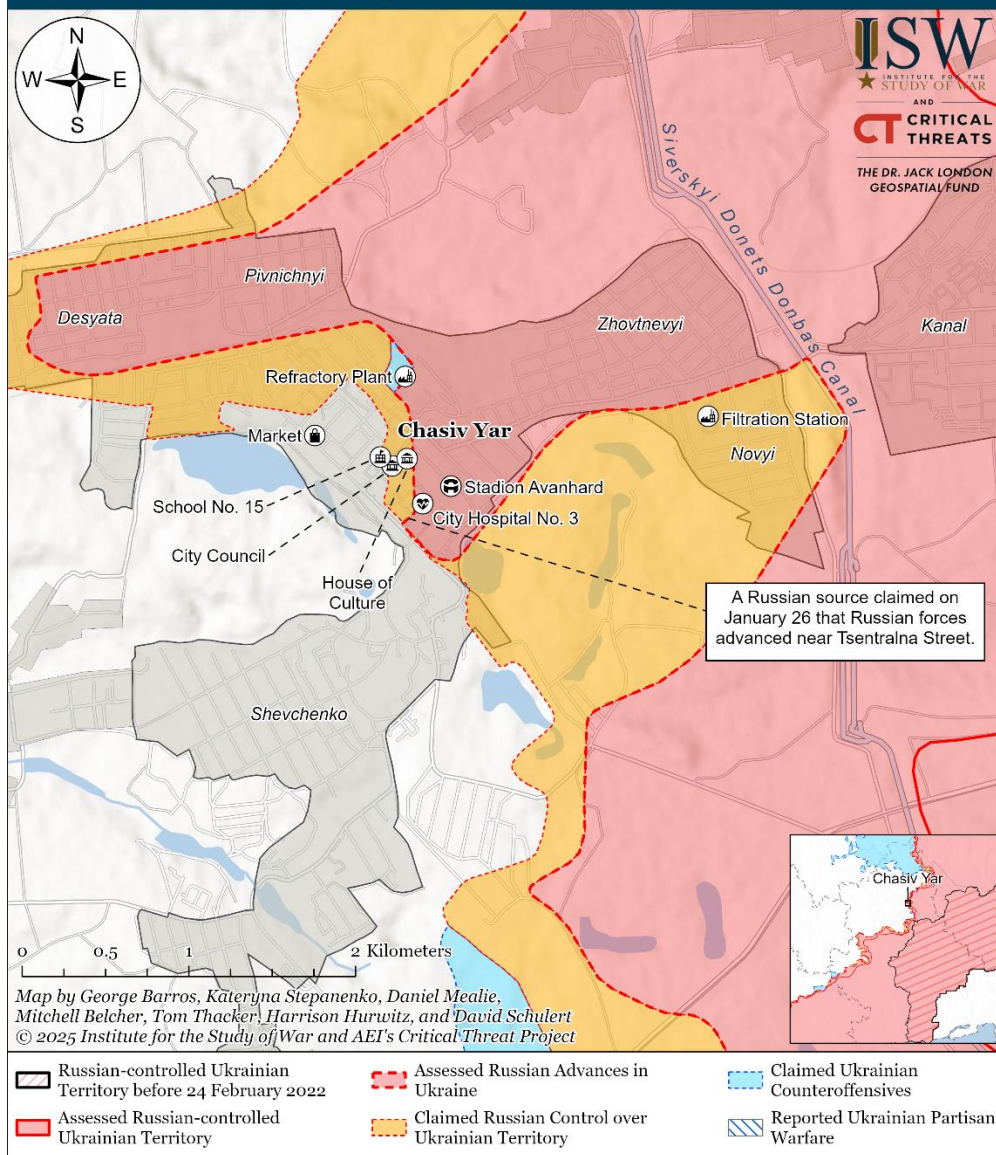 N
W E
S
ISW
INSTITUTE FOR THE
STUDY OF WAR
AND
CT CRITICAL
THREATS
THE DR. JACK LONDON
GEOSPATIAL FUND
Siverskyi Donets Donbas Canal
Pivnichnyi
Desyata
Zhovtnevyi
Kanal
Refractory Plant
Filtration Station
Market
Chasiv Yar
Novyi
Stadion Avanhard
School No. 15
City Hospital No. 3
City Council
House of
Culture
A Russian source claimed on
January 26 that Russian forces
advanced near Tsentralna Street.
Shevchenko
Chasiv Yar
0 0.5 1 2 Kilometers
Map by George Barros, Kateryna Stepanenko, Daniel Mealie,
Mitchell Belcher, Tom Thacker, Harrison Hurwitz, and David Schulert
© 2025 Institute for the Study of War and AEI's Critical Threat Project
Russian-controlled Ukrainian
Territory before 24 February 2022
Assessed Russian Advances in
Ukraine
Claimed Ukrainian
Counteroffensives
Assessed Russian-controlled
Ukrainian Territory
Claimed Russian Control over
Ukrainian Territory
Reported Ukrainian Partisan
Warfare